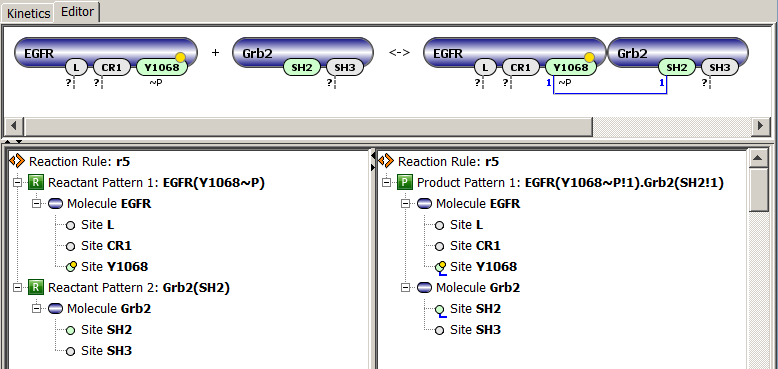 Kinetics Editor
EGFR + Grb2 <-> EGFR Grb2
L CR1 Y1068 SH2 SH3 L CR1 Y1068 SH2 SH3
? ? ~P ? ? ? 1 ~P 1 ?
Reaction Rule: r5
R Reactant Pattern 1: EGFR(Y1068~P)
Molecule EGFR
Site L
Site CR1
Site Y1068
R Reactant Pattern 2: Grb2(SH2)
Molecule Grb2
Site SH2
Site SH3
Reaction Rule: r5
P Product Pattern 1: EGFR(Y1068~P!1).Grb2(SH2!1)
Molecule EGFR
Site L
Site CR1
Site Y1068
Molecule Grb2
Site SH2
Site SH3